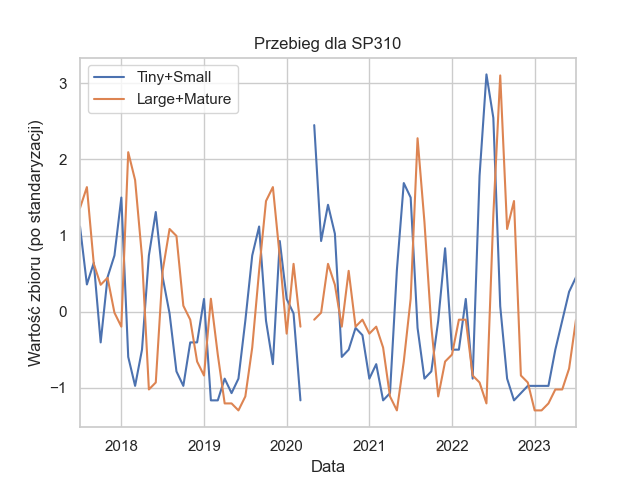 Przebieg dla SP310
Tiny+Small
Large+Mature
Wartość zbioru (po standaryzacji)
3
2
1
0
−1
2018 2019 2020 2021 2022 2023
Data